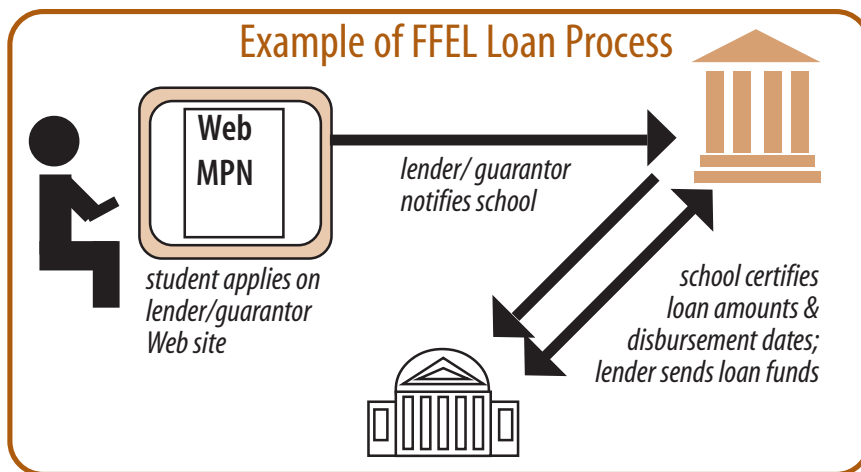 Example of FFEL Loan Process
Web
MPN
lender/ guarantor
notifies school
student applies on
lender/guarantor
Web site
school certifies
loan amounts &
disbursement dates;
lender sends loan funds